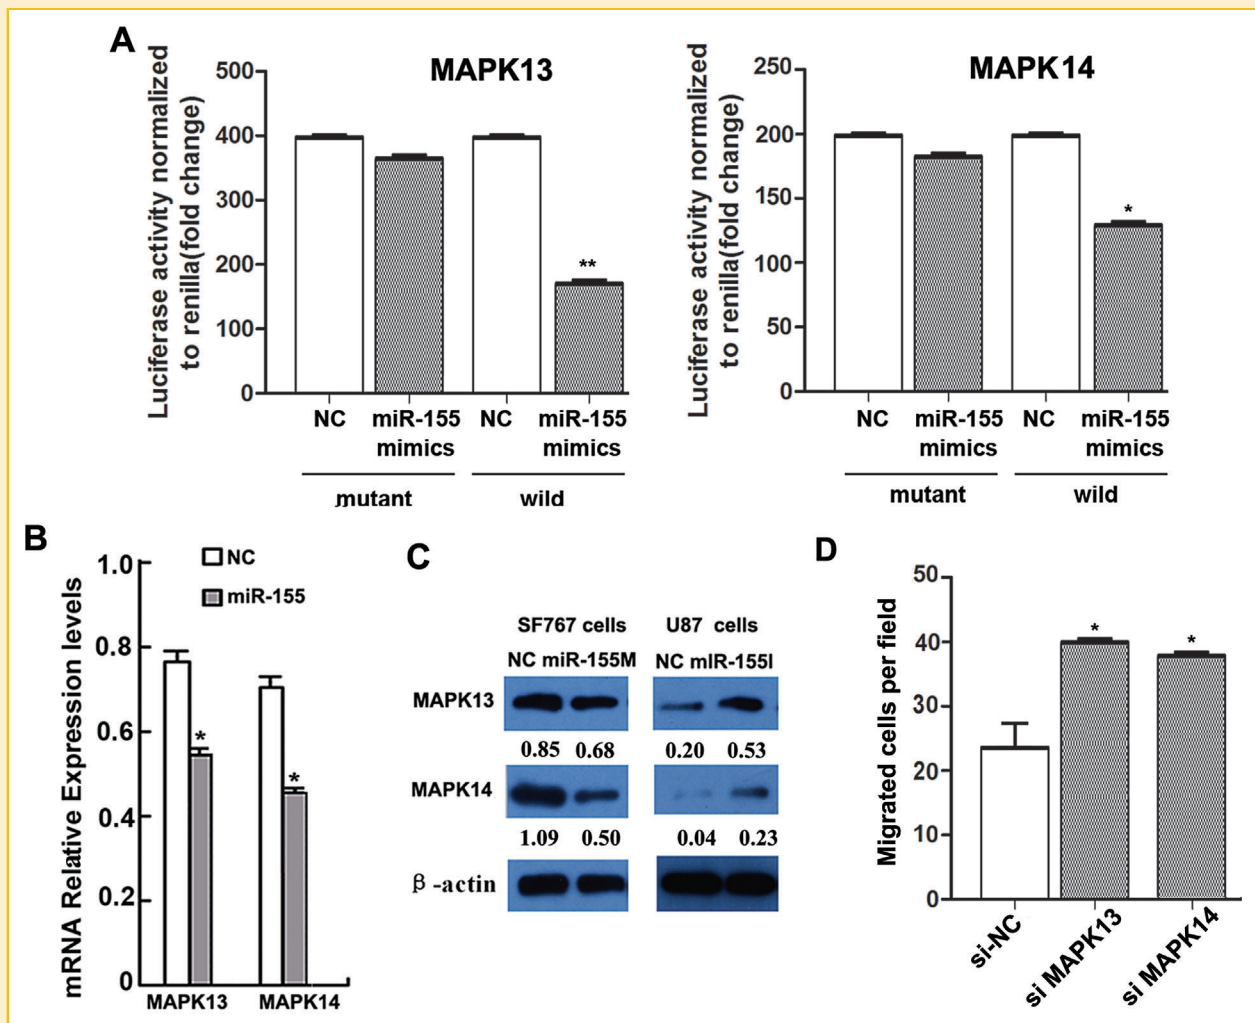 A
MAPK13
Luciferase activity normalized
to renilla(fold change)
500
400
300
200
100
0
**
NC miR-155 NC miR-155
mimics mimics
mutant wild
MAPK14
Luciferase activity normalized
to renilla(fold change)
250
200
150
100
50
0
*
NC miR-155 NC miR-155
mimics mimics
mutant wild
B
NC
miR-155
mRNA Relative Expression levels
1.0
0.8
0.6
0.4
0.2
0
*
*
MAPK13 MAPK14
C
SF767 cells U87 cells
NC miR-155M NC mIR-155I
MAPK13
0.85 0.68 0.20 0.53
MAPK14
1.09 0.50 0.04 0.23
β-actin
D
Migrated cells per field
50
40
30
20
10
0
*
*
si-NC
si MAPK13
si MAPK14